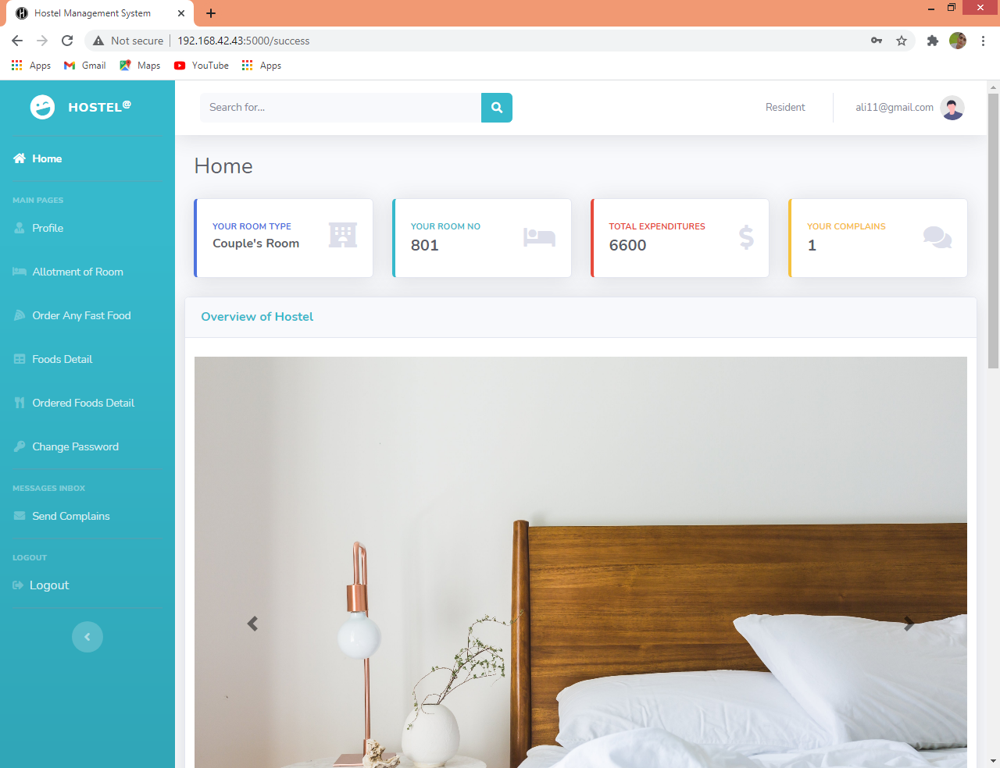 Hostel Management System
Not secure
192.168.42.43:5000/success
Apps
Gmail
Maps
YouTube
Apps
HOSTEL@
Home
MAIN PAGES
Profile
Allotment of Room
Order Any Fast Food
Foods Detail
Ordered Foods Detail
Change Password
MESSAGES INBOX
Send Complains
LOGOUT
Logout
Search for...
Resident
ali11@gmail.com
Home
YOUR ROOM TYPE
Couple's Room
YOUR ROOM NO
801
TOTAL EXPENDITURES
6600
YOUR COMPLAINS
1
Overview of Hostel